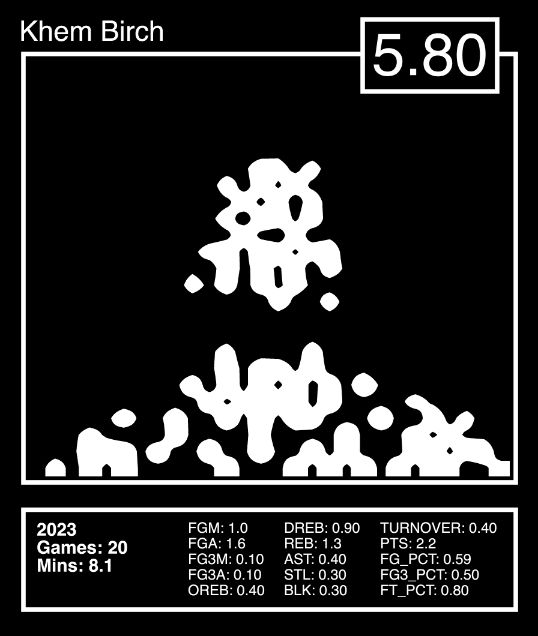 Khem Birch
5.80
2023
Games: 20
Mins: 8.1
FGM: 1.0
FGA: 1.6
FG3M: 0.10
FG3A: 0.10
OREB: 0.40
DREB: 0.90
REB: 1.3
AST: 0.40
STL: 0.30
BLK: 0.30
TURNOVER: 0.40
PTS: 2.2
FG_PCT: 0.59
FG3_PCT: 0.50
FT_PCT: 0.80